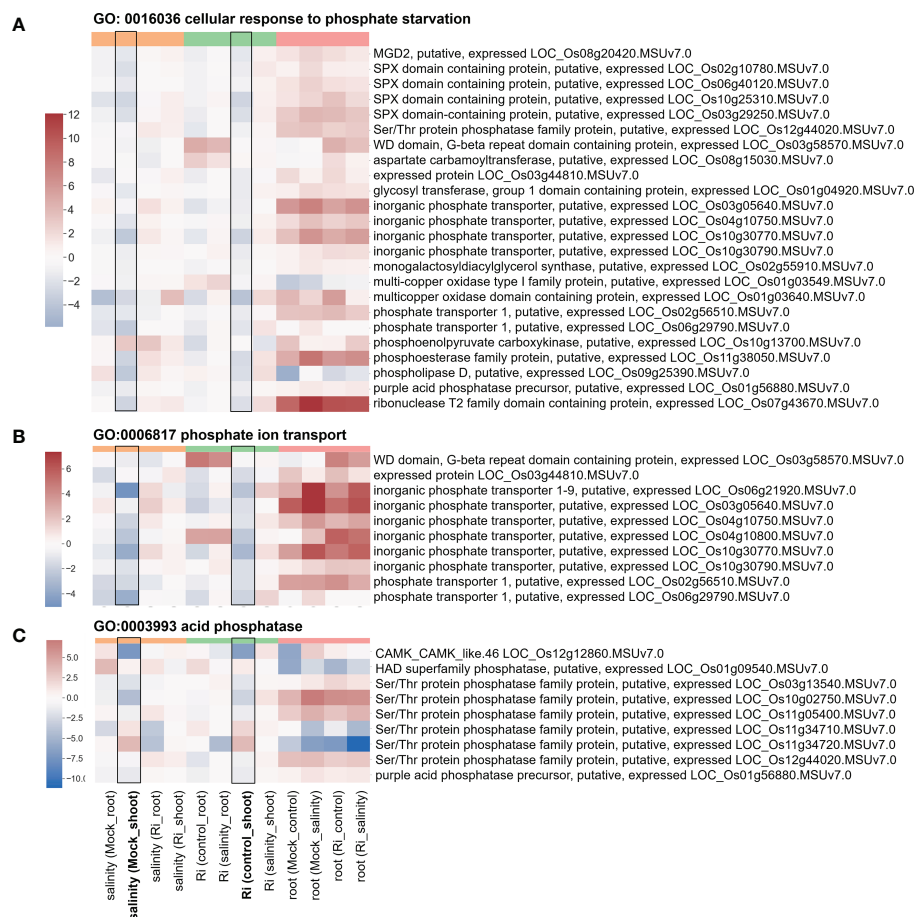 A
GO: 0016036 cellular response to phosphate starvation
12
10
8
6
4
2
0
−2
−4
MGD2, putative, expressed LOC_Os08g20420.MSUv7.0
SPX domain containing protein, putative, expressed LOC_Os02g10780.MSUv7.0
SPX domain containing protein, putative, expressed LOC_Os06g40120.MSUv7.0
SPX domain containing protein, putative, expressed LOC_Os10g25310.MSUv7.0
SPX domain-containing protein, putative, expressed LOC_Os03g29250.MSUv7.0
Ser/Thr protein phosphatase family protein, putative, expressed LOC_Os12g44020.MSUv7.0
WD domain, G-beta repeat domain containing protein, expressed LOC_Os03g58570.MSUv7.0
aspartate carbamoyltransferase, putative, expressed LOC_Os08g15030.MSUv7.0
expressed protein LOC_Os03g44810.MSUv7.0
glycosyl transferase, group 1 domain containing protein, expressed LOC_Os01g04920.MSUv7.0
inorganic phosphate transporter, putative, expressed LOC_Os03g05640.MSUv7.0
inorganic phosphate transporter, putative, expressed LOC_Os04g10750.MSUv7.0
inorganic phosphate transporter, putative, expressed LOC_Os10g30770.MSUv7.0
inorganic phosphate transporter, putative, expressed LOC_Os10g30790.MSUv7.0
monogalactosyldiacylglycerol synthase, putative, expressed LOC_Os02g55910.MSUv7.0
multi-copper oxidase type I family protein, putative, expressed LOC_Os01g03549.MSUv7.0
multicopper oxidase domain containing protein, expressed LOC_Os01g03640.MSUv7.0
phosphate transporter 1, putative, expressed LOC_Os02g56510.MSUv7.0
phosphate transporter 1, putative, expressed LOC_Os06g29790.MSUv7.0
phosphoenolpyruvate carboxykinase, putative, expressed LOC_Os10g13700.MSUv7.0
phosphoesterase family protein, putative, expressed LOC_Os11g38050.MSUv7.0
phospholipase D, putative, expressed LOC_Os09g25390.MSUv7.0
purple acid phosphatase precursor, putative, expressed LOC_Os01g56880.MSUv7.0
ribonuclease T2 family domain containing protein, expressed LOC_Os07g43670.MSUv7.0
B
GO:0006817 phosphate ion transport
6
4
2
0
−2
−4
WD domain, G-beta repeat domain containing protein, expressed LOC_Os03g58570.MSUv7.0
expressed protein LOC_Os03g44810.MSUv7.0
inorganic phosphate transporter 1-9, putative, expressed LOC_Os06g21920.MSUv7.0
inorganic phosphate transporter, putative, expressed LOC_Os03g05640.MSUv7.0
inorganic phosphate transporter, putative, expressed LOC_Os04g10750.MSUv7.0
inorganic phosphate transporter, putative, expressed LOC_Os04g10800.MSUv7.0
inorganic phosphate transporter, putative, expressed LOC_Os10g30770.MSUv7.0
inorganic phosphate transporter, putative, expressed LOC_Os10g30790.MSUv7.0
phosphate transporter 1, putative, expressed LOC_Os02g56510.MSUv7.0
phosphate transporter 1, putative, expressed LOC_Os06g29790.MSUv7.0
C
GO:0003993 acid phosphatase
5.0
2.5
0.0
−2.5
−5.0
−7.5
−10.0
CAMK_CAMK_like.46 LOC_Os12g12860.MSUv7.0
HAD superfamily phosphatase, putative, expressed LOC_Os01g09540.MSUv7.0
Ser/Thr protein phosphatase family protein, putative, expressed LOC_Os03g13540.MSUv7.0
Ser/Thr protein phosphatase family protein, putative, expressed LOC_Os10g02750.MSUv7.0
Ser/Thr protein phosphatase family protein, putative, expressed LOC_Os11g05400.MSUv7.0
Ser/Thr protein phosphatase family protein, putative, expressed LOC_Os11g34710.MSUv7.0
Ser/Thr protein phosphatase family protein, putative, expressed LOC_Os11g34720.MSUv7.0
Ser/Thr protein phosphatase family protein, putative, expressed LOC_Os12g44020.MSUv7.0
purple acid phosphatase precursor, putative, expressed LOC_Os01g56880.MSUv7.0
salinity (Mock_root)
salinity (Mock_shoot)
salinity (Ri_root)
salinity (Ri_shoot)
Ri (control_root)
Ri (salinity_root)
Ri (control_shoot)
Ri (salinity_shoot)
root (Mock_control)
root (Mock_salinity)
root (Ri_control)
root (Ri_salinity)